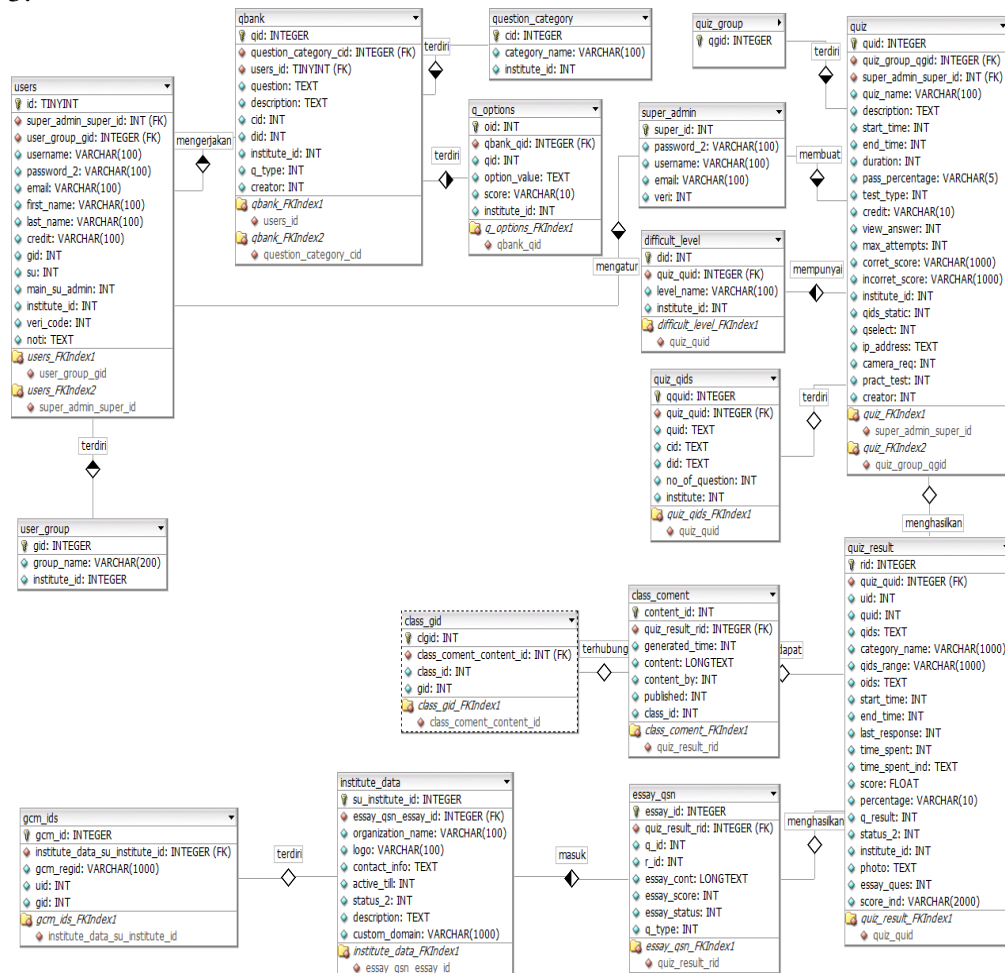 qbank
qid: INTEGER
question_category_cid: INTEGER (FK)
users_id: TINYINT (FK)
question: TEXT
description: TEXT
cid: INT
did: INT
institute_id: INT
q_type: INT
creator: INT
qbank_FKIndex1
users_id
qbank_FKIndex2
question_category_cid
terdiri
question_category
cid: INTEGER
category_name: VARCHAR(100)
institute_id: INT
quiz_group
qgid: INTEGER
terdiri
quiz
quid: INTEGER
quiz_group_qgid: INTEGER (FK)
super_admin_super_id: INT (FK)
quiz_name: VARCHAR(100)
description: TEXT
start_time: INT
end_time: INT
duration: INT
pass_percentage: VARCHAR(5)
test_type: INT
credit: VARCHAR(10)
view_answer: INT
max_attempts: INT
corret_score: VARCHAR(1000)
incorret_score: VARCHAR(1000)
institute_id: INT
qids_static: INT
qselect: INT
ip_address: TEXT
camera_req: INT
pract_test: INT
creator: INT
quiz_FKIndex1
super_admin_super_id
quiz_FKIndex2
quiz_group_qgid
users
id: TINYINT
super_admin_super_id: INT (FK)
user_group_gid: INTEGER (FK)
username: VARCHAR(100)
password_2: VARCHAR(100)
email: VARCHAR(100)
first_name: VARCHAR(100)
last_name: VARCHAR(100)
credit: VARCHAR(100)
gid: INT
su: INT
main_su_admin: INT
institute_id: INT
veri_code: INT
noti: TEXT
users_FKIndex1
user_group_gid
users_FKIndex2
super_admin_super_id
mengerjakan
terdiri
q_options
oid: INT
qbank_qid: INTEGER (FK)
qid: INT
option_value: TEXT
score: VARCHAR(10)
institute_id: INT
q_options_FKIndex1
qbank_qid
super_admin
super_id: INT
password_2: VARCHAR(100)
username: VARCHAR(100)
email: VARCHAR(100)
veri: INT
membuat
mengatur
difficult_level
did: INT
quiz_quid: INTEGER (FK)
level_name: VARCHAR(100)
institute_id: INT
difficult_level_FKIndex1
quiz_quid
mempunyai
quiz_qids
qquid: INTEGER
quiz_quid: INTEGER (FK)
quid: TEXT
cid: TEXT
did: TEXT
no_of_question: INT
institute: INT
quiz_qids_FKIndex1
quiz_quid
terdiri
terdiri
user_group
gid: INTEGER
group_name: VARCHAR(200)
institute_id: INTEGER
menghasilkan
quiz_result
rid: INTEGER
quiz_quid: INTEGER (FK)
uid: INT
quid: INT
qids: TEXT
category_name: VARCHAR(1000)
qids_range: VARCHAR(1000)
oids: TEXT
start_time: INT
end_time: INT
last_response: INT
time_spent: INT
time_spent_ind: TEXT
score: FLOAT
percentage: VARCHAR(10)
q_result: INT
status_2: INT
institute_id: INT
photo: TEXT
essay_ques: INT
score_ind: VARCHAR(2000)
quiz_result_FKIndex1
quiz_quid
class_gid
clgid: INT
class_coment_content_id: INT (FK)
class_id: INT
gid: INT
class_gid_FKIndex1
class_coment_content_id
terhubung
class_coment
content_id: INT
quiz_result_rid: INTEGER (FK)
generated_time: INT
content: LONGTEXT
content_by: INT
published: INT
class_id: INT
class_coment_FKIndex1
quiz_result_rid
dapat
gcm_ids
gcm_id: INTEGER
institute_data_su_institute_id: INTEGER (FK)
gcm_regid: VARCHAR(1000)
uid: INT
gid: INT
gcm_ids_FKIndex1
institute_data_su_institute_id
terdiri
institute_data
su_institute_id: INTEGER
essay_qsn_essay_id: INTEGER (FK)
organization_name: VARCHAR(100)
logo: VARCHAR(100)
contact_info: TEXT
active_till: INT
status_2: INT
description: TEXT
custom_domain: VARCHAR(1000)
institute_data_FKIndex1
essay_qsn_essay_id
masuk
essay_qsn
essay_id: INTEGER
quiz_result_rid: INTEGER (FK)
q_id: INT
r_id: INT
essay_cont: LONGTEXT
essay_score: INT
essay_status: INT
q_type: INT
essay_qsn_FKIndex1
quiz_result_rid
menghasilkan